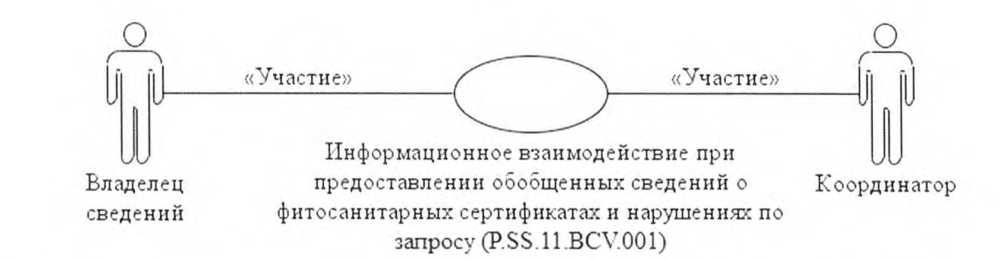 «Участие»
«Участие»
Информационное взаимодействие при
предоставлении обобщенных сведений о
фитосанитарных сертификатах и нарушениях по
запросу (P.SS.11.BCV.001)
Владелец
сведений
Координатор